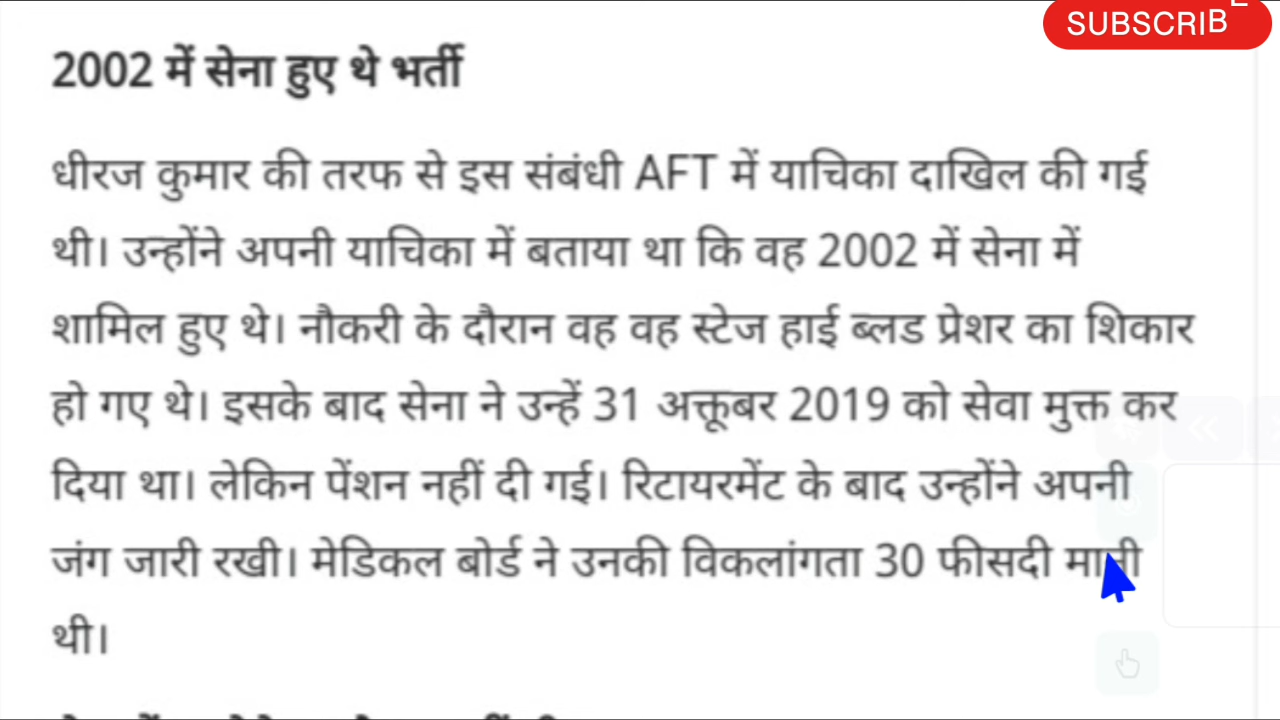 SUBSCRIB
2002 में सेना हुए थे भर्ती
धीरज कुमार की तरफ से इस संबंधी AFT में याचिका दाखिल की गई
थी। उन्होंने अपनी याचिका में बताया था कि वह 2002 में सेना में
शामिल हुए थे। नौकरी के दौरान वह वह स्टेज हाई ब्लड प्रेशर का शिकार
हो गए थे। इसके बाद सेना ने उन्हें 31 अक्तूबर 2019 को सेवा मुक्त कर
दिया था। लेकिन पेंशन नहीं दी गई। रिटायरमेंट के बाद उन्होंने अपनी
जंग जारी रखी। मेडिकल बोर्ड ने उनकी विकलांगता 30 फीसदी मानी
थी।